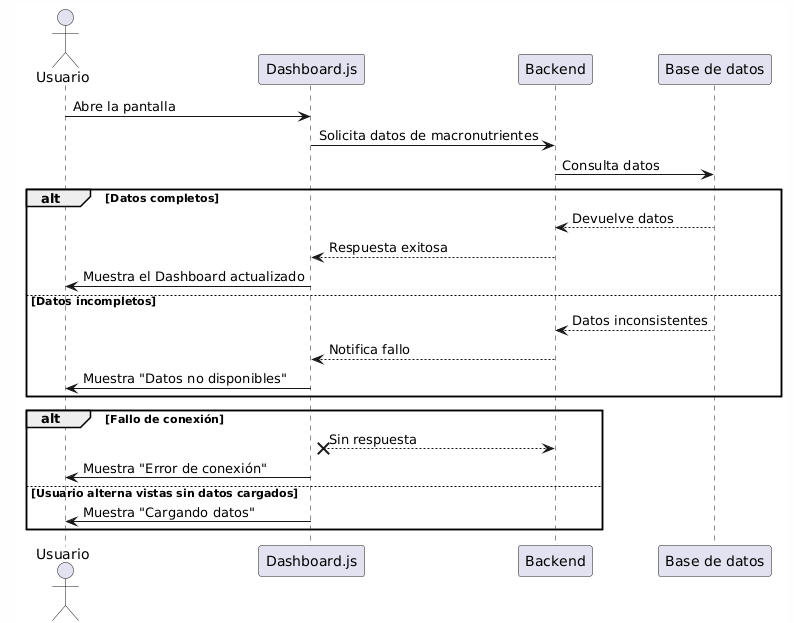 Usuario
Dashboard.js
Backend
Base de datos
Abre la pantalla
Solicita datos de macronutrientes
Consulta datos
alt
[Datos completos]
Devuelve datos
Respuesta exitosa
Muestra el Dashboard actualizado
[Datos incompletos]
Datos inconsistentes
Notifica fallo
Muestra "Datos no disponibles"
alt
[Fallo de conexión]
Sin respuesta
Muestra "Error de conexión"
[Usuario alterna vistas sin datos cargados]
Muestra "Cargando datos"
Usuario
Dashboard.js
Backend
Base de datos